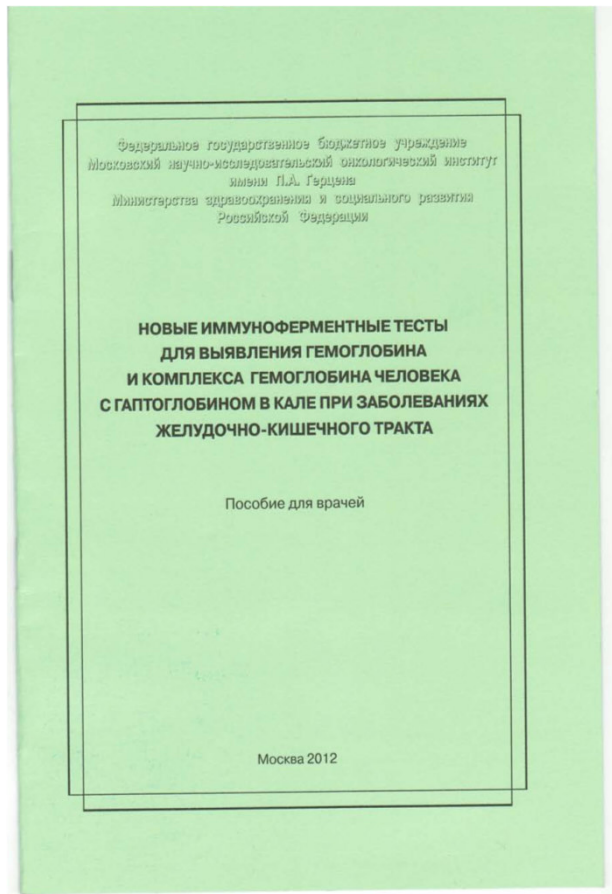 Федеральное государственное бюджетное учреждение
Московский научно-исследовательский онкологический институт
имени П.А. Герцена
Министерства здравоохранения и социального развития
Российской Федерации
НОВЫЕ ИММУНОФЕРМЕНТНЫЕ ТЕСТЫ
ДЛЯ ВЫЯВЛЕНИЯ ГЕМОГЛОБИНА
И КОМПЛЕКСА ГЕМОГЛОБИНА ЧЕЛОВЕКА
С ГАПТОГЛОБИНОМ В КАЛЕ ПРИ ЗАБОЛЕВАНИЯХ
ЖЕЛУДОЧНО-КИШЕЧНОГО ТРАКТА
Пособие для врачей
Москва 2012